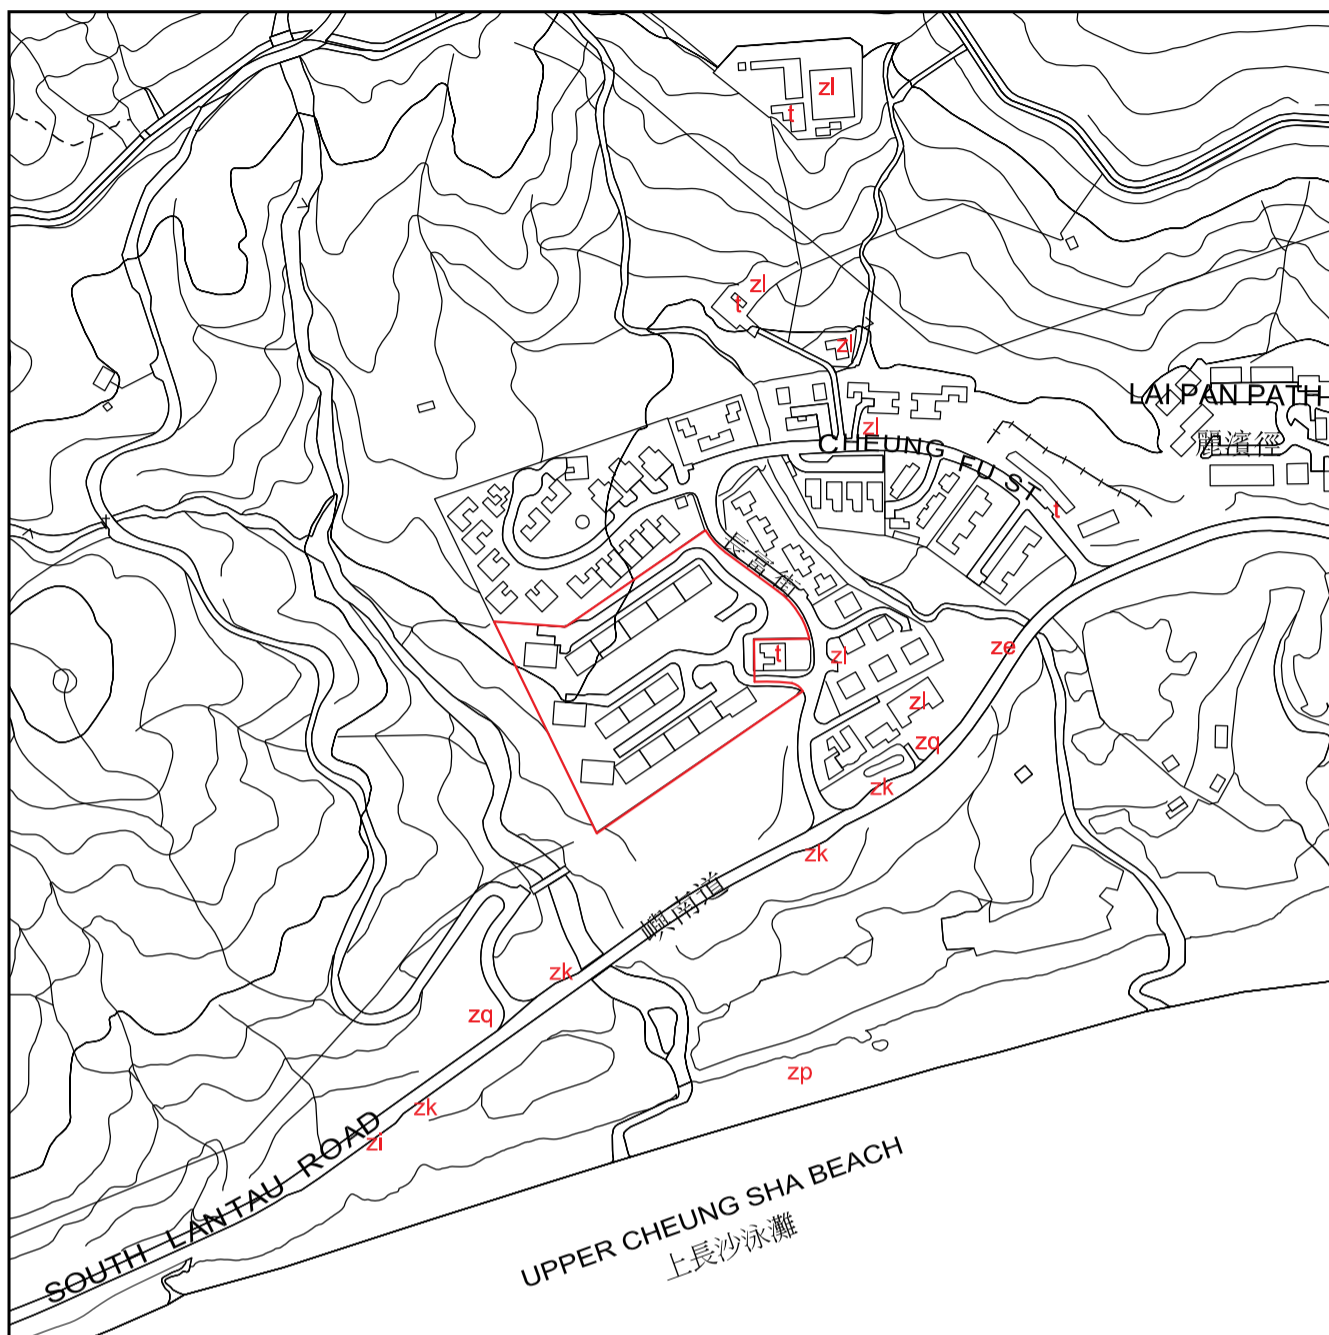 zl
t
zl
t
zl
LAI PAN PATH
麗濱徑
zl
CHEUNG FU ST
t
長富街
t
zl
ze
zl
zq
zk
zk
嶼南道
zk
zq
zp
zk
zi
SOUTH LANTAU ROAD
UPPER CHEUNG SHA BEACH
上長沙泳灘